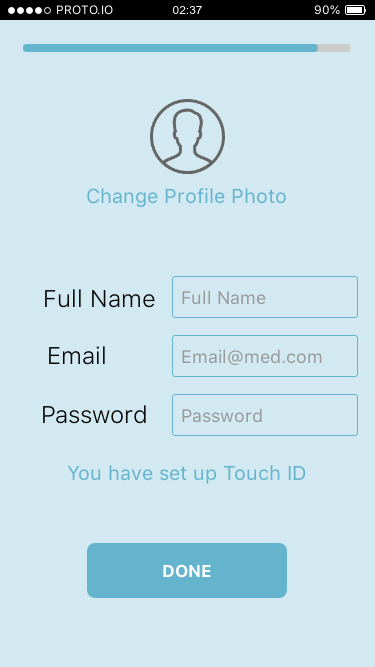 PROTO.IO 02:37 90%
Change Profile Photo
Full Name Full Name
Email Email@med.com
Password Password
You have set up Touch ID
DONE